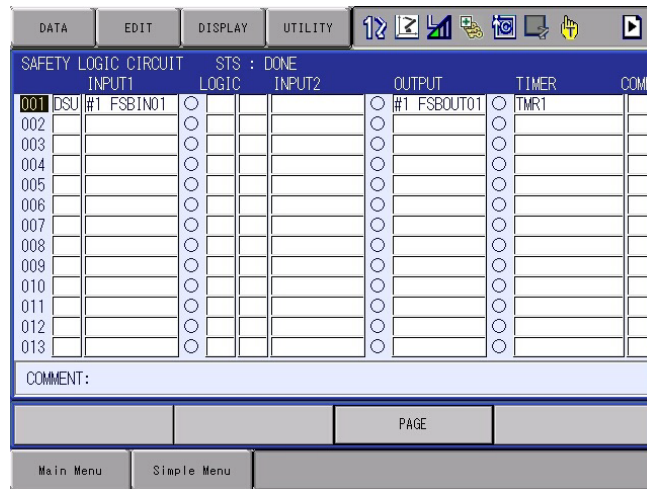 DATA EDIT DISPLAY UTILITY
SAFETY LOGIC CIRCUIT STS : DONE
INPUT1 LOGIC INPUT2 OUTPUT TIMER COM
001 DSU #1 FSBIN01 #1 FSBOUT01 TMR1
002
003
004
005
006
007
008
009
010
011
012
013
COMMENT:
PAGE
Main Menu Simple Menu